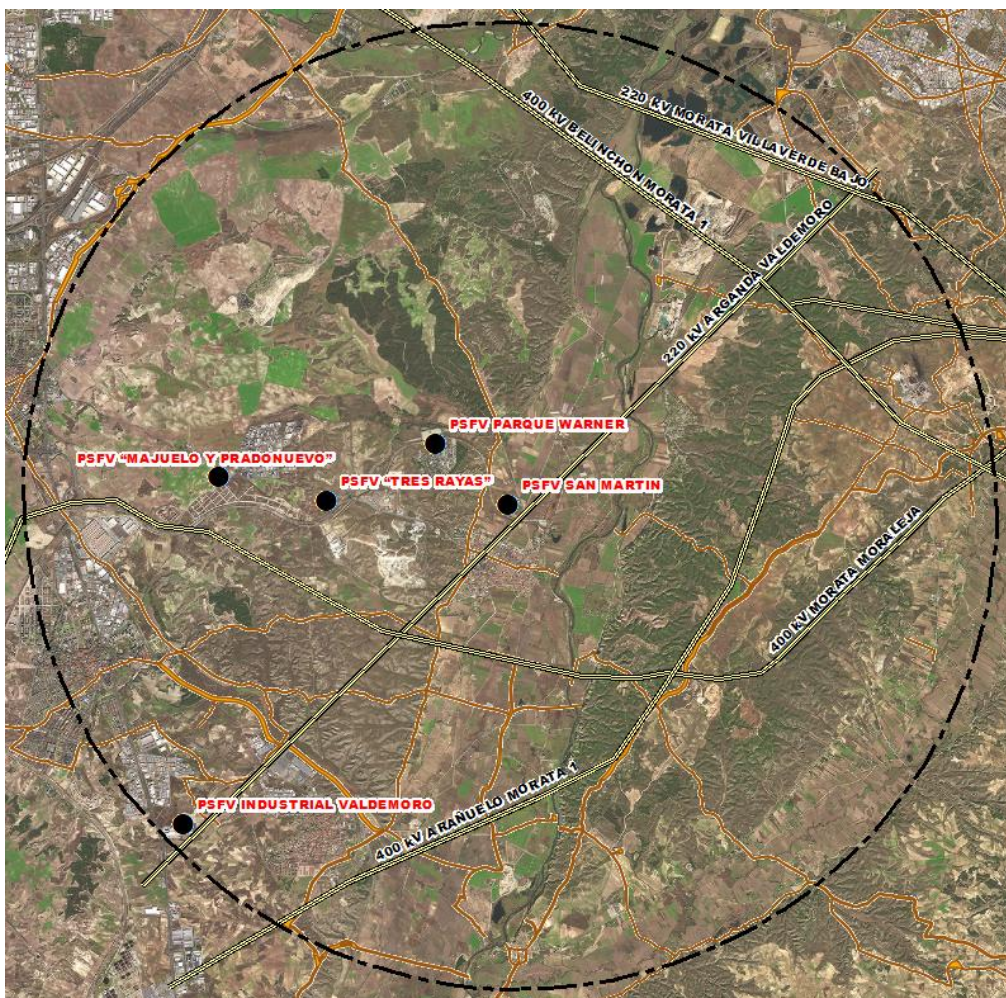 220 kV MORATA VILLAVERDE BAJO
400 kV BELINCHON MORATA 1
220 kV ARGANDA VALDEMORO
PSFV PARQUE WARNER
PSFV “MAJUELO Y PRADONUEVO”
PSFV “TRES RAYAS”
PSFV SAN MARTIN
400 kV MORATA MORALEJA
PSFV INDUSTRIAL VALDEMORO
400 kV ARAÑUELO MORATA 1